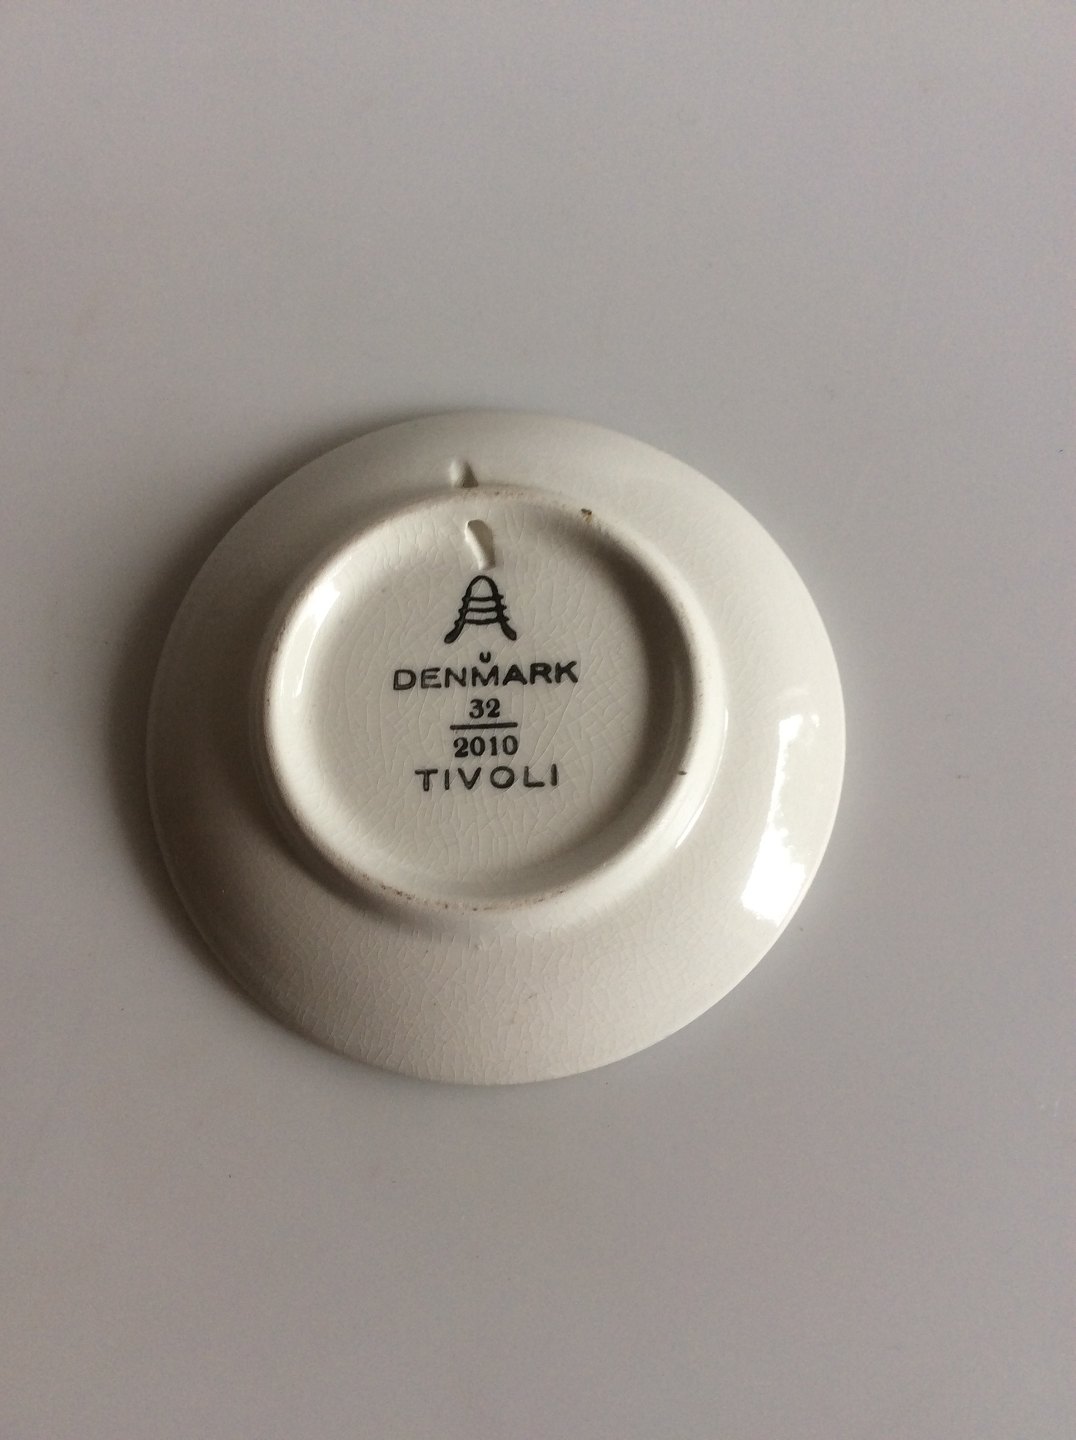 A
U
DENMARK
32
2010
TIVOLI